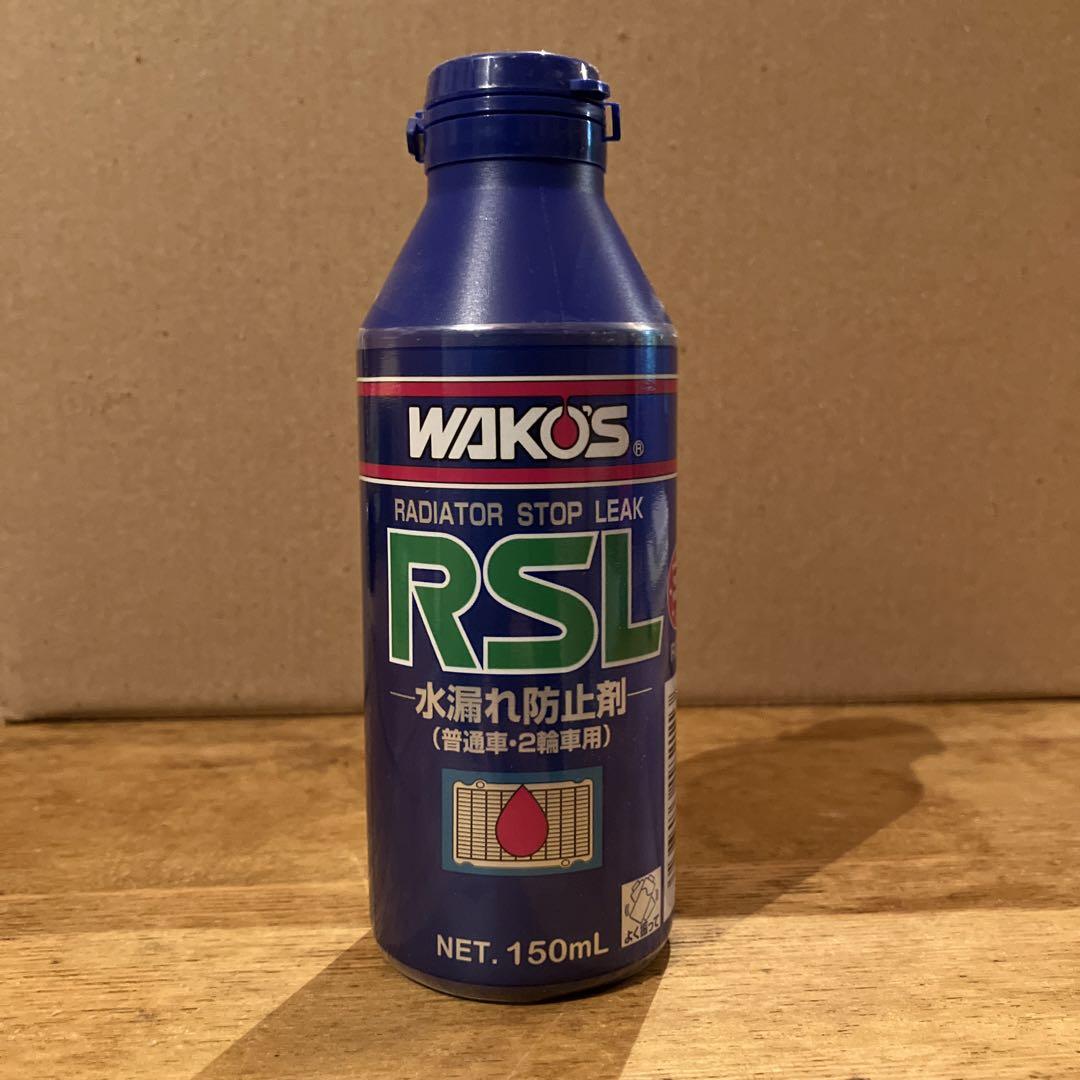 WAKO'S®
RADIATOR STOP LEAK
RSL
水漏れ防止剤
(普通車・2輪車用)
よく振って
NET. 150mL